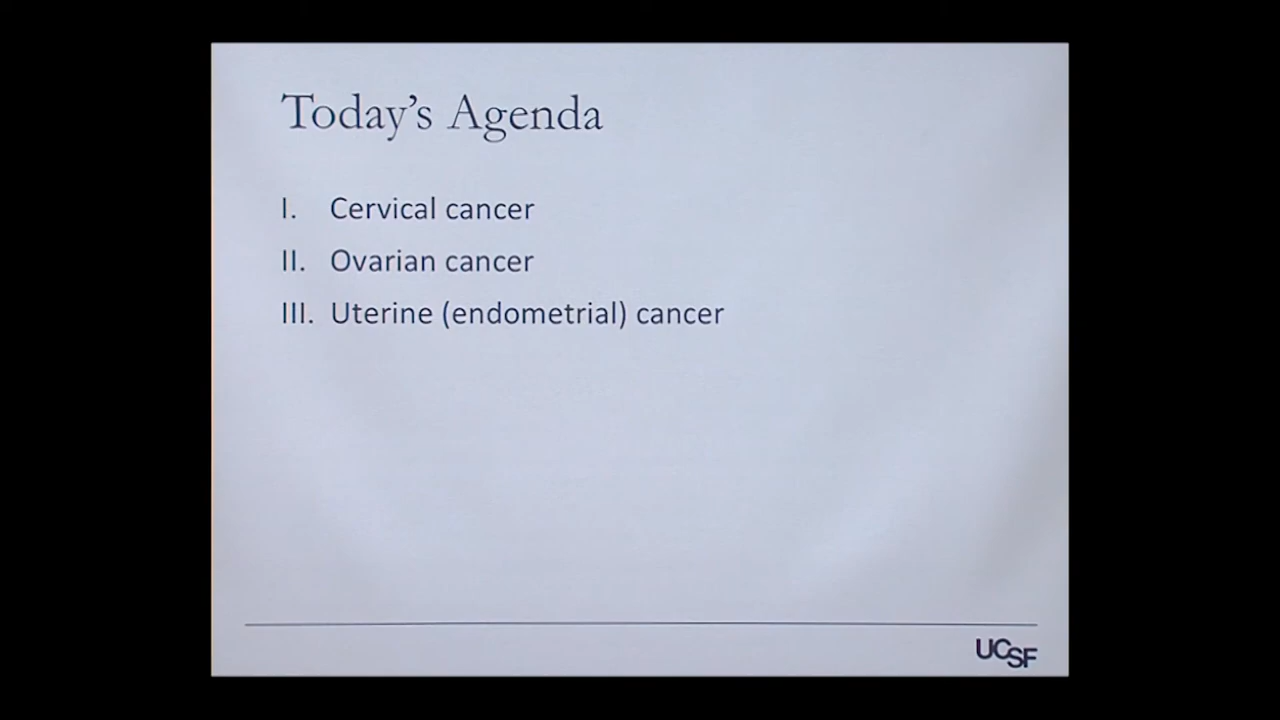 Today's Agenda
I. Cervical cancer
II. Ovarian cancer
III. Uterine (endometrial) cancer
UCSF